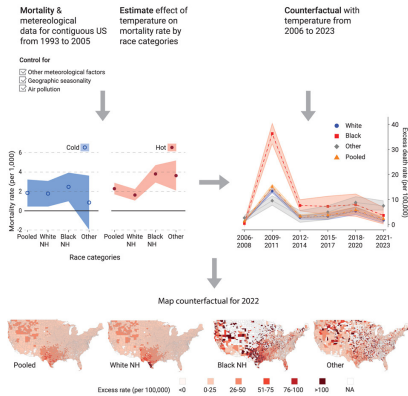 Mortality &
metereological
data for contiguous US
from 1993 to 2005
Control for
Other meteorological factors
Geographic seasonality
Air pollution
Estimate effect of
temperature on
mortality rate by
race categories
Counterfactual with
temperature from
2006 to 2023
Mortality rate (per 1,000)
6
4
2
0
-2
Cold
Hot
Pooled
White
NH
Black
NH
Other
Pooled
White
NH
Black
NH
Other
Race categories
White
Black
Other
Pooled
40
30
20
10
0
Excess death rate (per 100,000)
2006-
2008
2009-
2011
2012-
2014
2015-
2017
2018-
2020
2021-
2023
Map counterfactual for 2022
Pooled
White NH
Black NH
Other
Excess rate (per 100,000)
<0
0-25
26-50
51-75
76-100
>100
NA